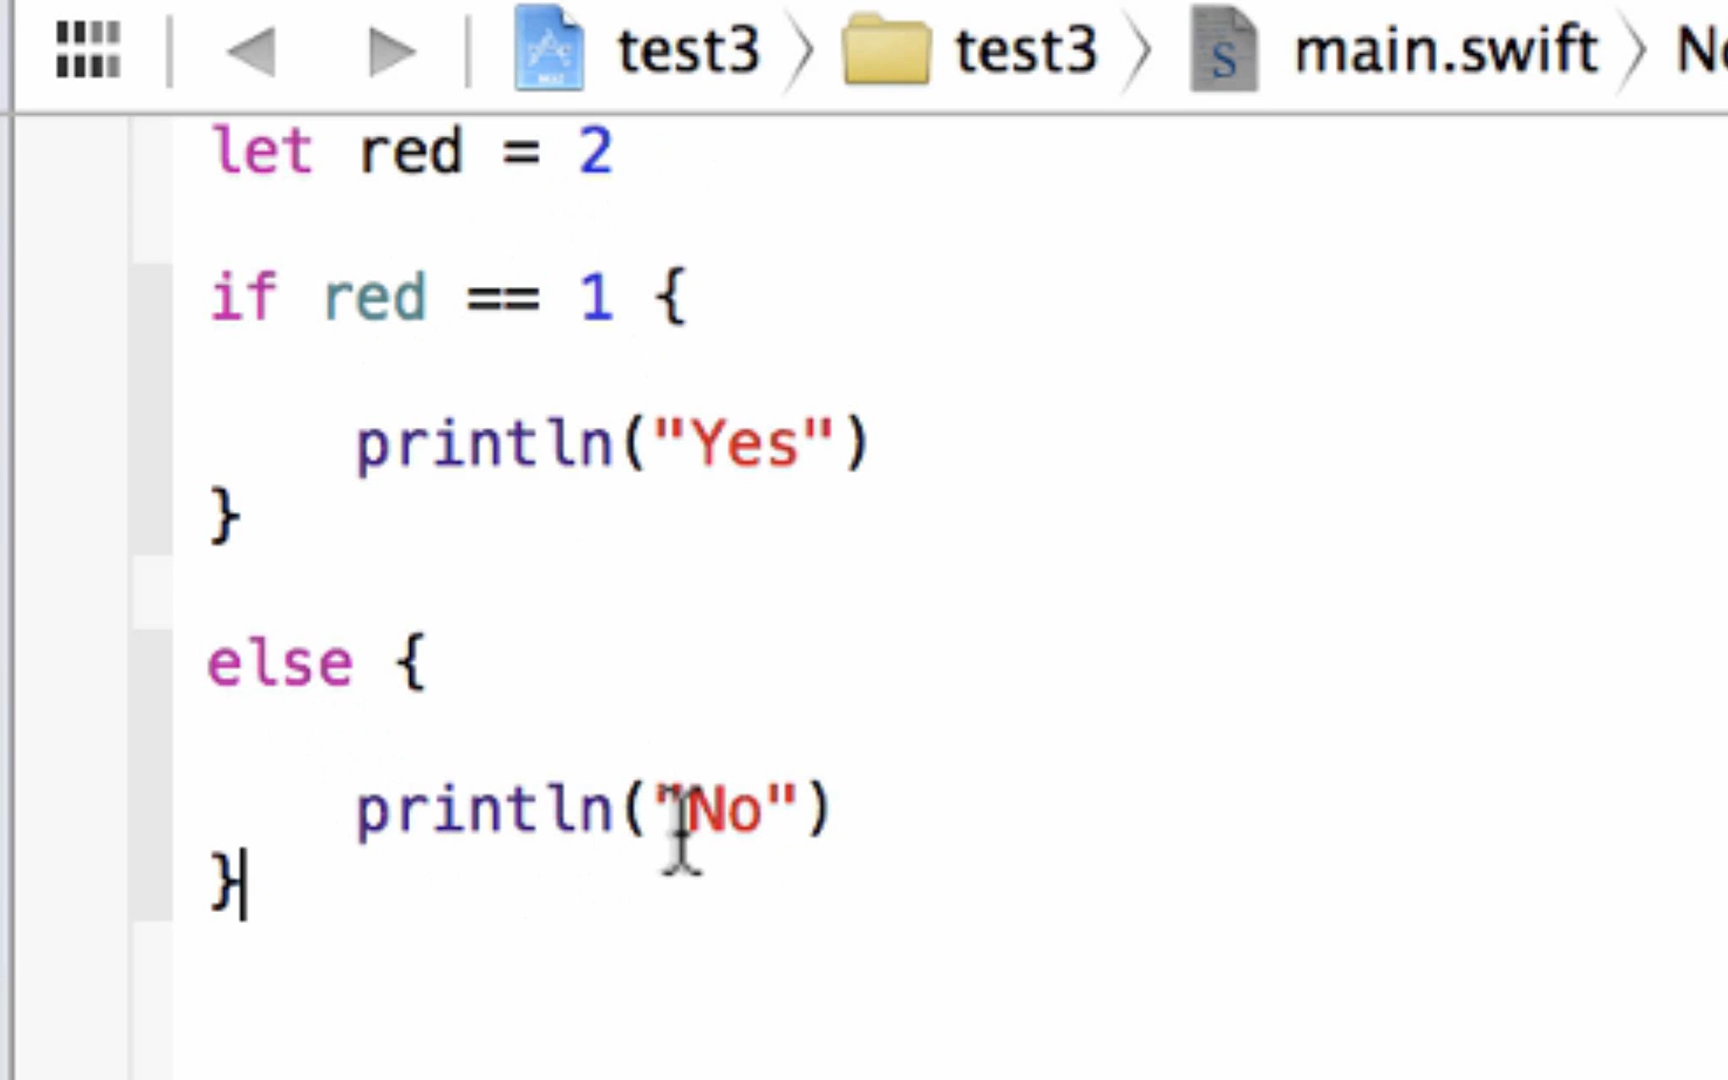 test3 test3 main.swift
let red = 2
if red == 1 {
println("Yes")
}
else {
println("No")
}